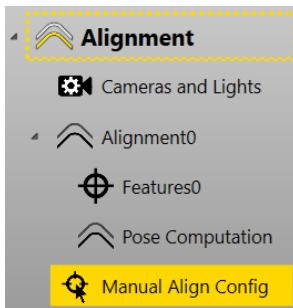 Alignment
Cameras and Lights
Alignment0
Features0
Pose Computation
Manual Align Config